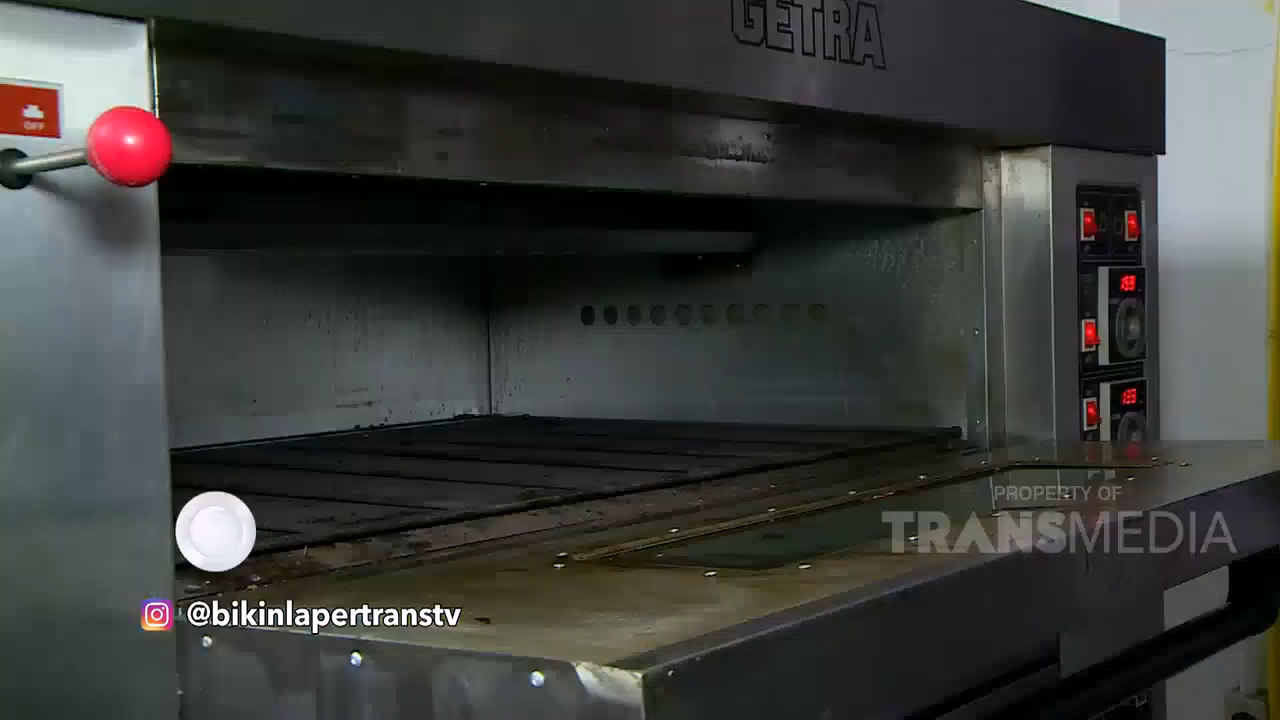 GETRA
OFF
PROPERTY OF
TRANSMEDIA
@bikinlapertranstv